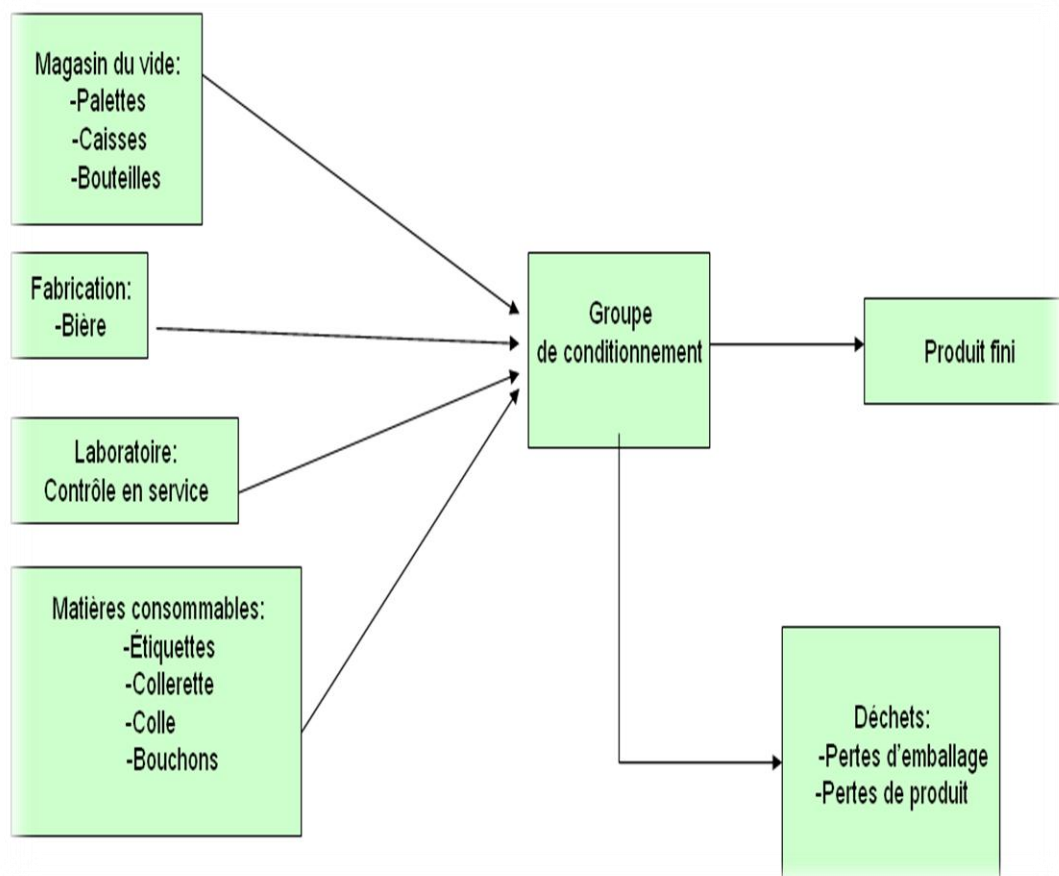 Magasin du vide:
-Palettes
-Caisses
-Bouteilles
Fabrication:
-Bière
Laboratoire:
Contrôle en service
Matières consommables:
-Étiquettes
-Collerette
-Colle
-Bouchons
Groupe
de conditionnement
Produit fini
Déchets:
-Pertes d'emballage
-Pertes de produit